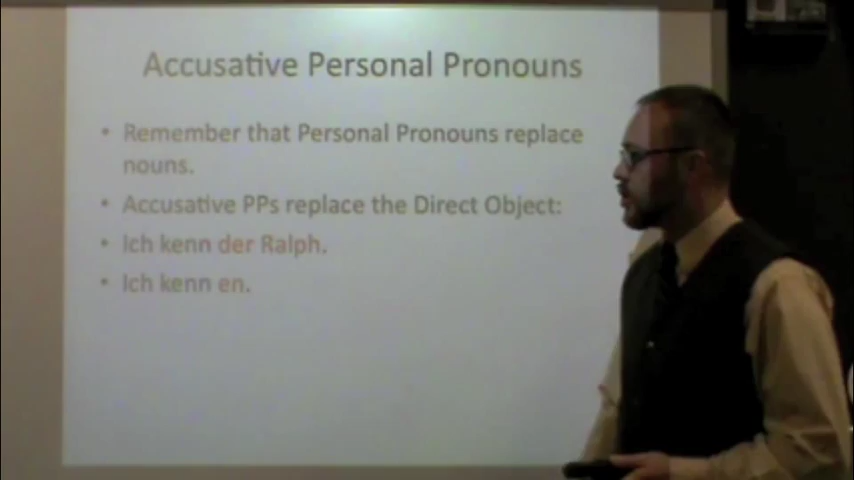 Accusative Personal Pronouns
• Remember that Personal Pronouns replace
nouns.
• Accusative PPs replace the Direct Object:
• Ich kenn der Ralph.
• Ich kenn en.